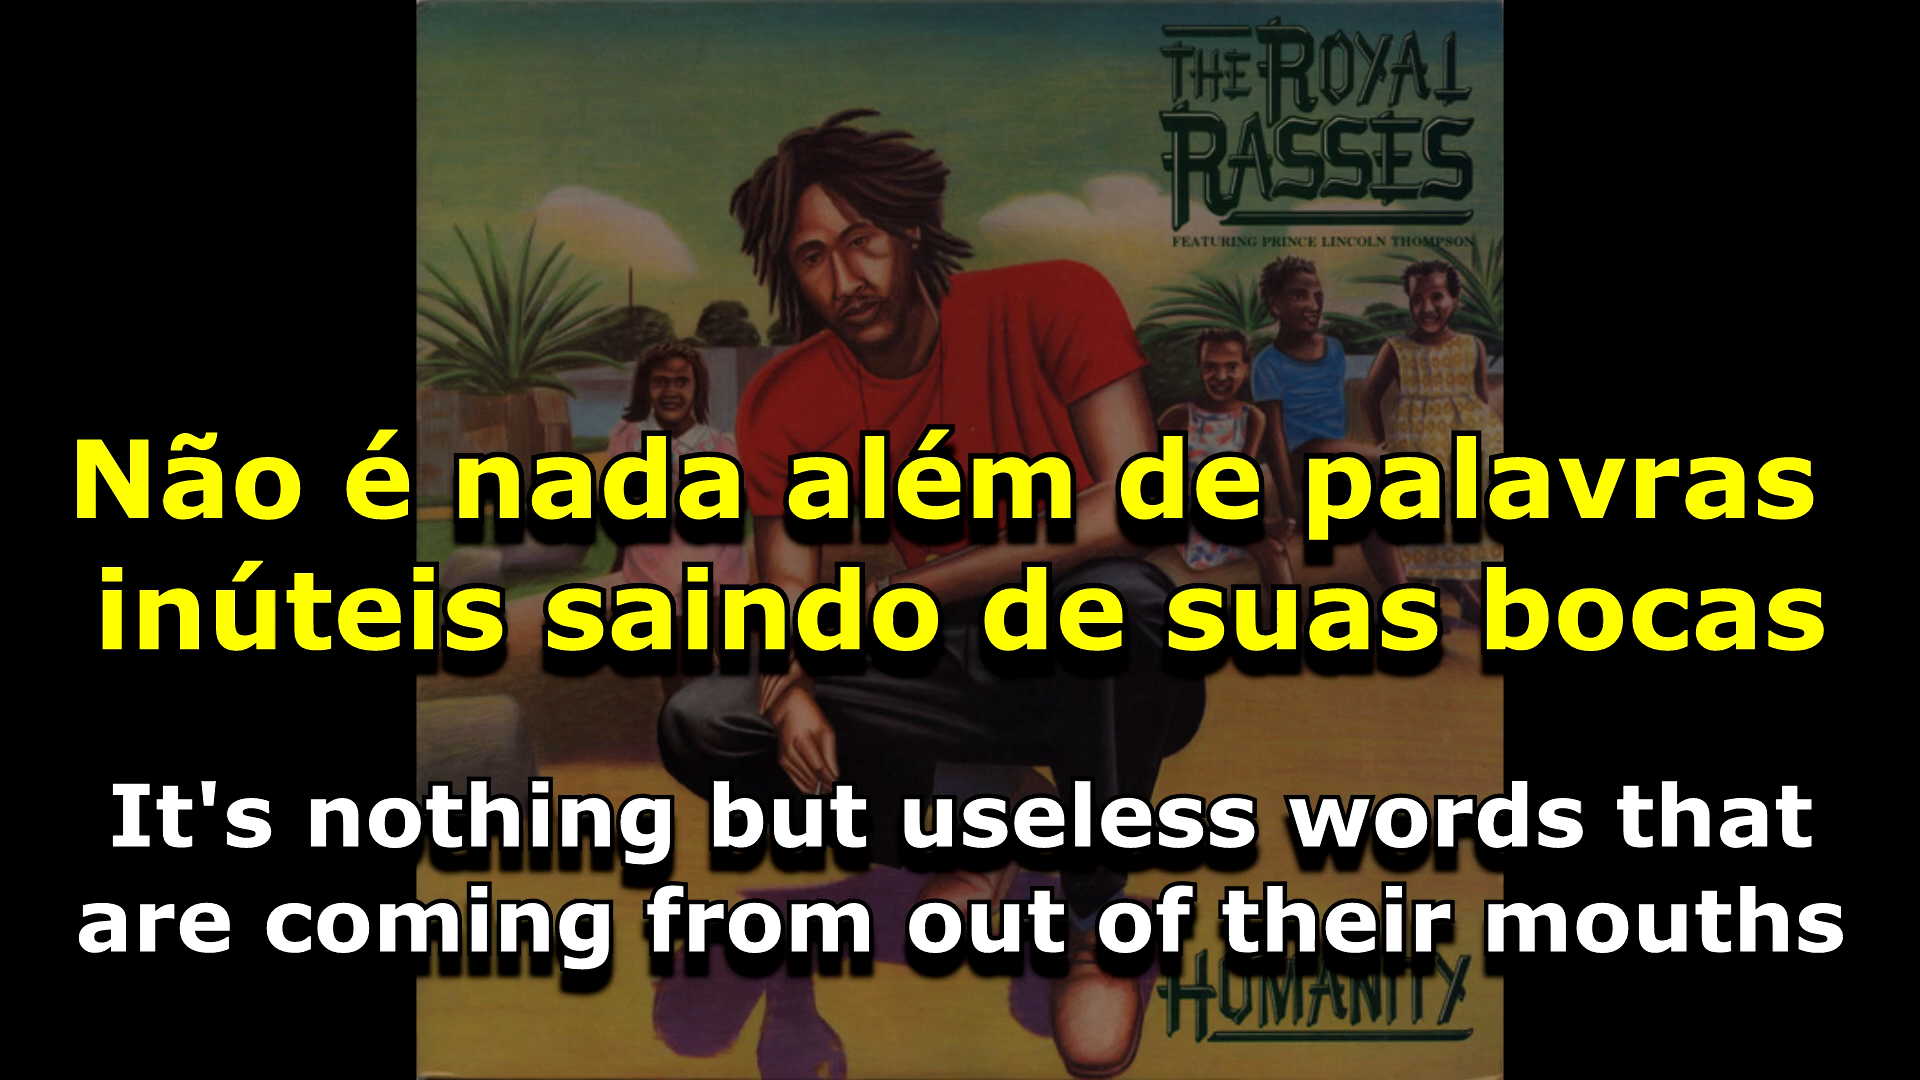 THE ROYAL
RASSES
FEATURING PRINCE LINCOLN THOMPSON
Não é nada além de palavras
inúteis saindo de suas bocas
It's nothing but useless words that
are coming from out of their mouths
HUMANITY